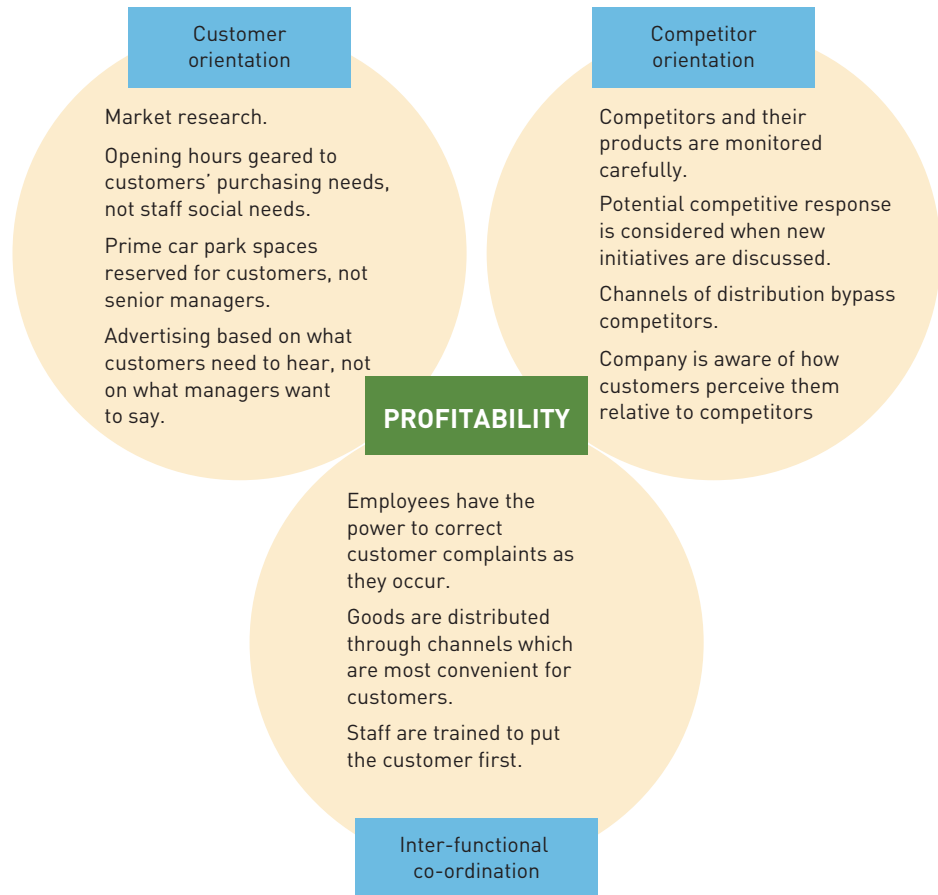 Customer
orientation
Market research.
Opening hours geared to
customers’ purchasing needs,
not staff social needs.
Prime car park spaces
reserved for customers, not
senior managers.
Advertising based on what
customers need to hear, not
on what managers want
to say.
Competitor
orientation
Competitors and their
products are monitored
carefully.
Potential competitive response
is considered when new
initiatives are discussed.
Channels of distribution bypass
competitors.
Company is aware of how
customers perceive them
relative to competitors
PROFITABILITY
Employees have the
power to correct
customer complaints as
they occur.
Goods are distributed
through channels which
are most convenient for
customers.
Staff are trained to put
the customer first.
Inter-functional
co-ordination